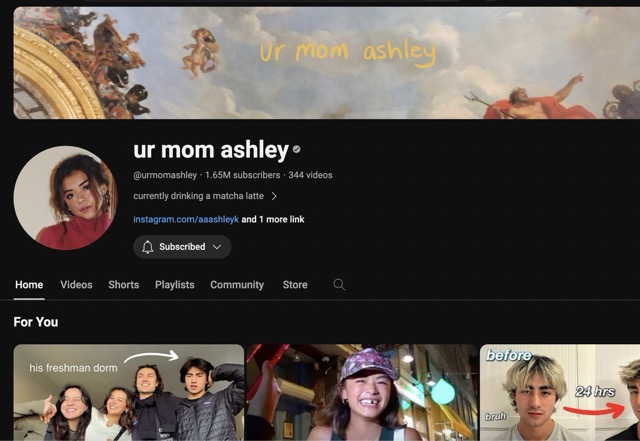 ur mom ashley
ur mom ashley
@urmomashley · 1.65M subscribers · 344 videos
currently drinking a matcha latte
instagram.com/aaashleyk and 1 more link
Subscribed
Home Videos Shorts Playlists Community Store
For You
his freshman dorm
before
24 hrs
bruh